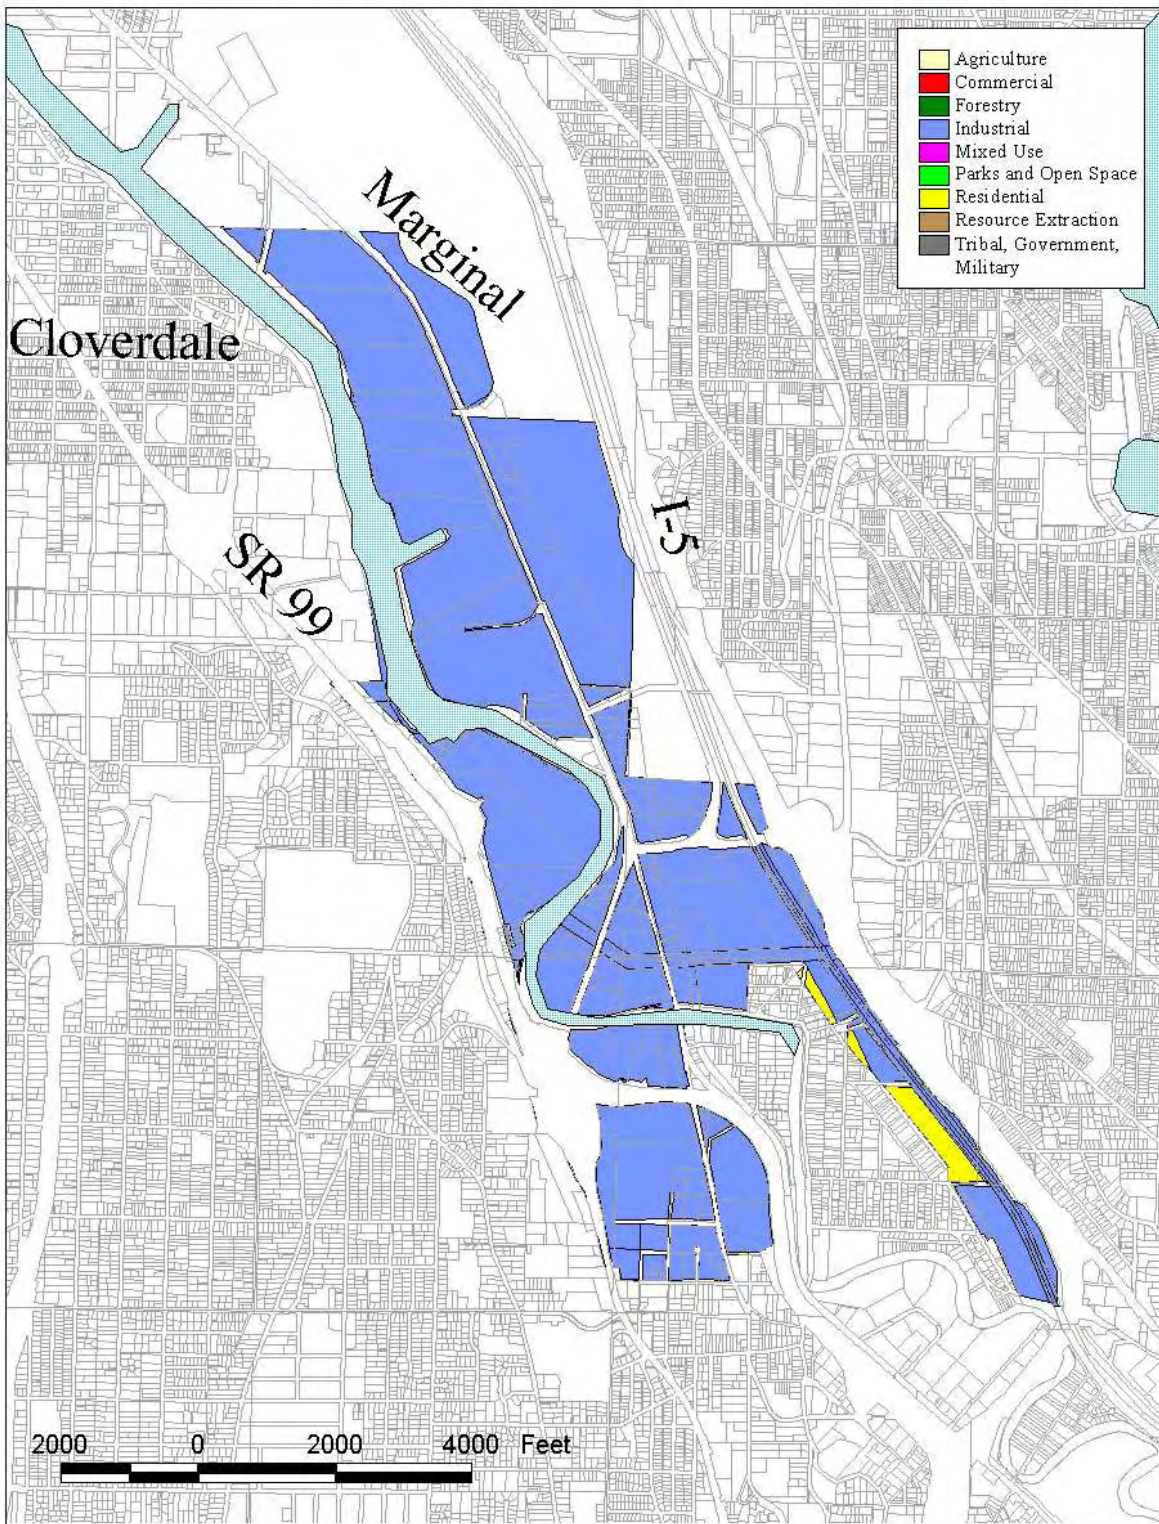 Agriculture
Commercial
Forestry
Industrial
Mixed Use
Parks and Open Space
Residential
Resource Extraction
Tribal, Government,
Military
Marginal
Cloverdale
I-5
SR 99
2000 0 2000 4000 Feet